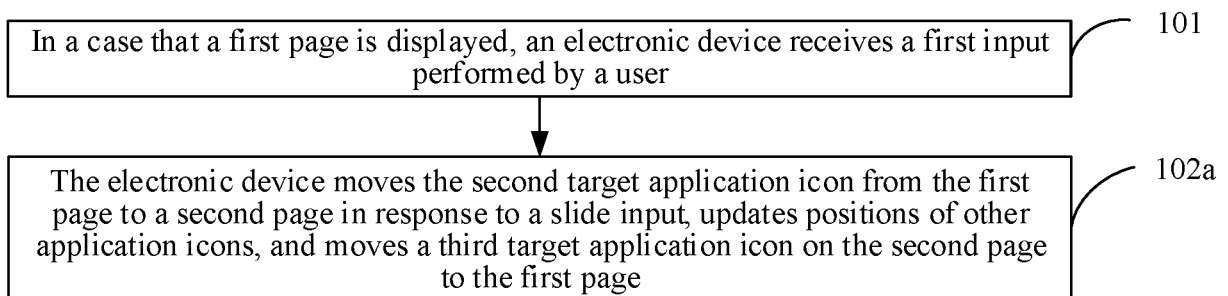 In a case that a first page is displayed, an electronic device receives a first input
performed by a user
101
The electronic device moves the second target application icon from the first
page to a second page in response to a slide input, updates positions of other
application icons, and moves a third target application icon on the second page
to the first page
102a